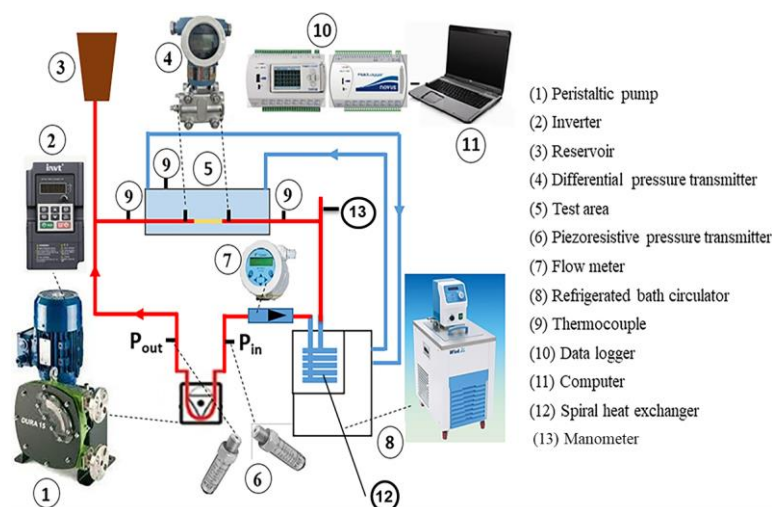 3
4
10
11
2
9
5
9
9
13
7
invt
P_out
P_in
DURA 15
8
6
12
1
novus
(1) Peristaltic pump
(2) Inverter
(3) Reservoir
(4) Differential pressure transmitter
(5) Test area
(6) Piezoresistive pressure transmitter
(7) Flow meter
(8) Refrigerated bath circulator
(9) Thermocouple
(10) Data logger
(11) Computer
(12) Spiral heat exchanger
(13) Manometer